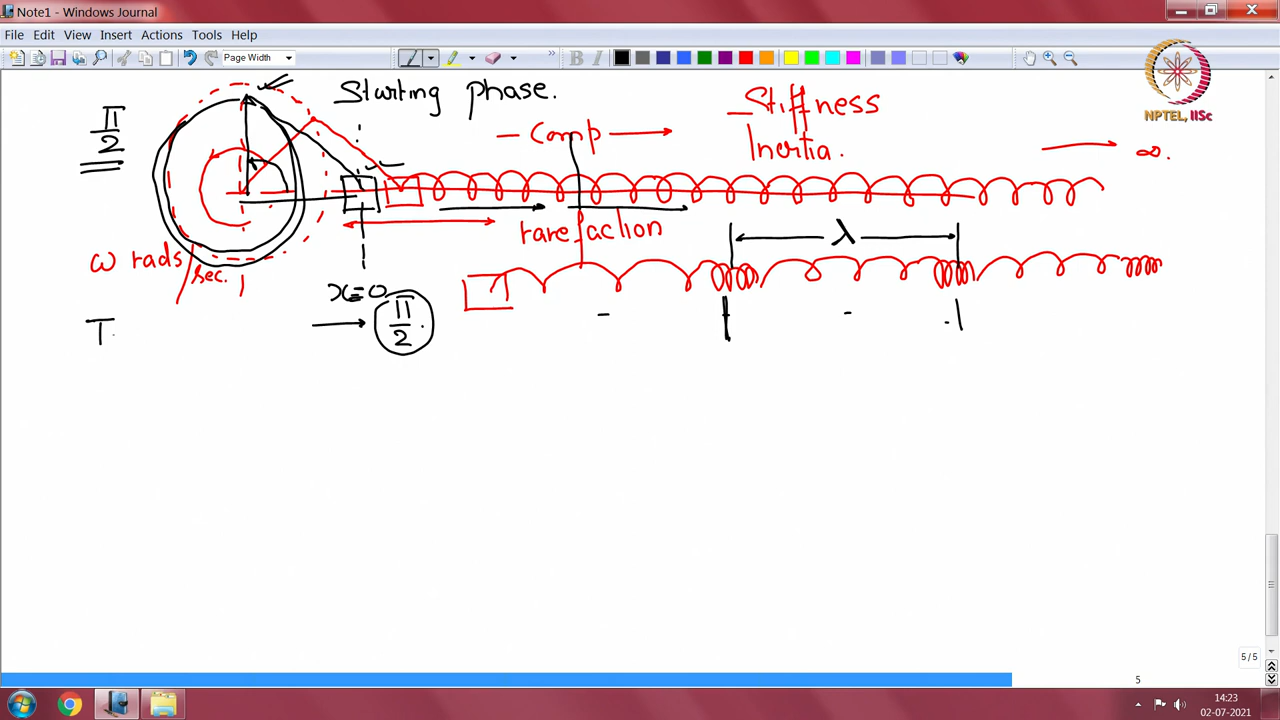 Note1 - Windows Journal
File Edit View Insert Actions Tools Help
Page Width
B I
NPTEL, IISc
π/2
Starting phase.
- Comp →
- Stiffness
Inertia.
→ ∞.
rarefaction
λ
ω rads/sec.
x=0
→ π/2.
T
5/5
5
14:23
02-07-2021